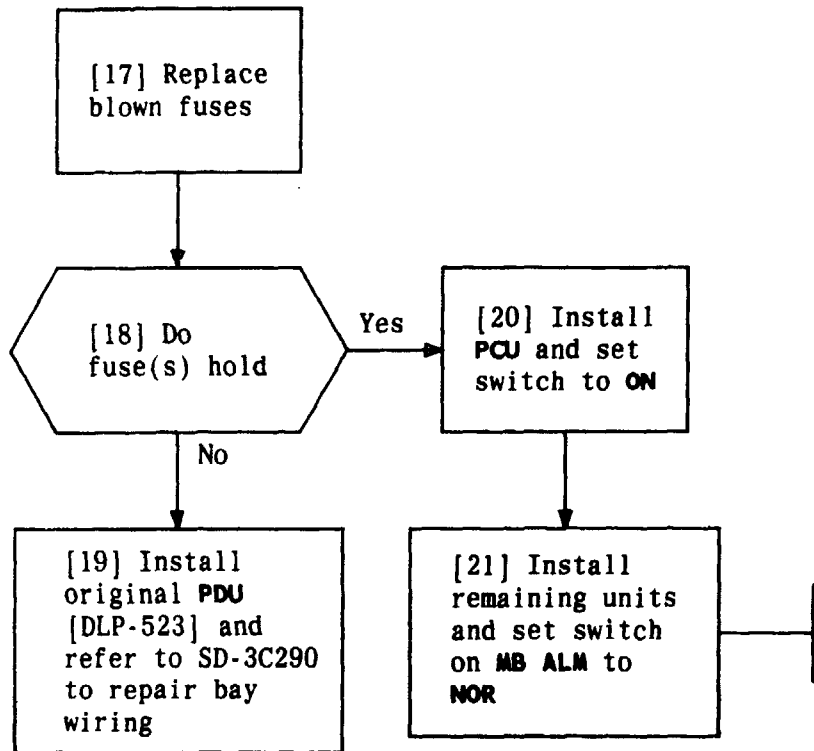 [17] Replace
blown fuses
[18] Do
fuse(s) hold
Yes
No
[20] Install
PCU and set
switch to ON
[19] Install
original PDU
[DLP-523] and
refer to SD-3C290
to repair bay
wiring
[21] Install
remaining units
and set switch
on MB ALM to
NOR